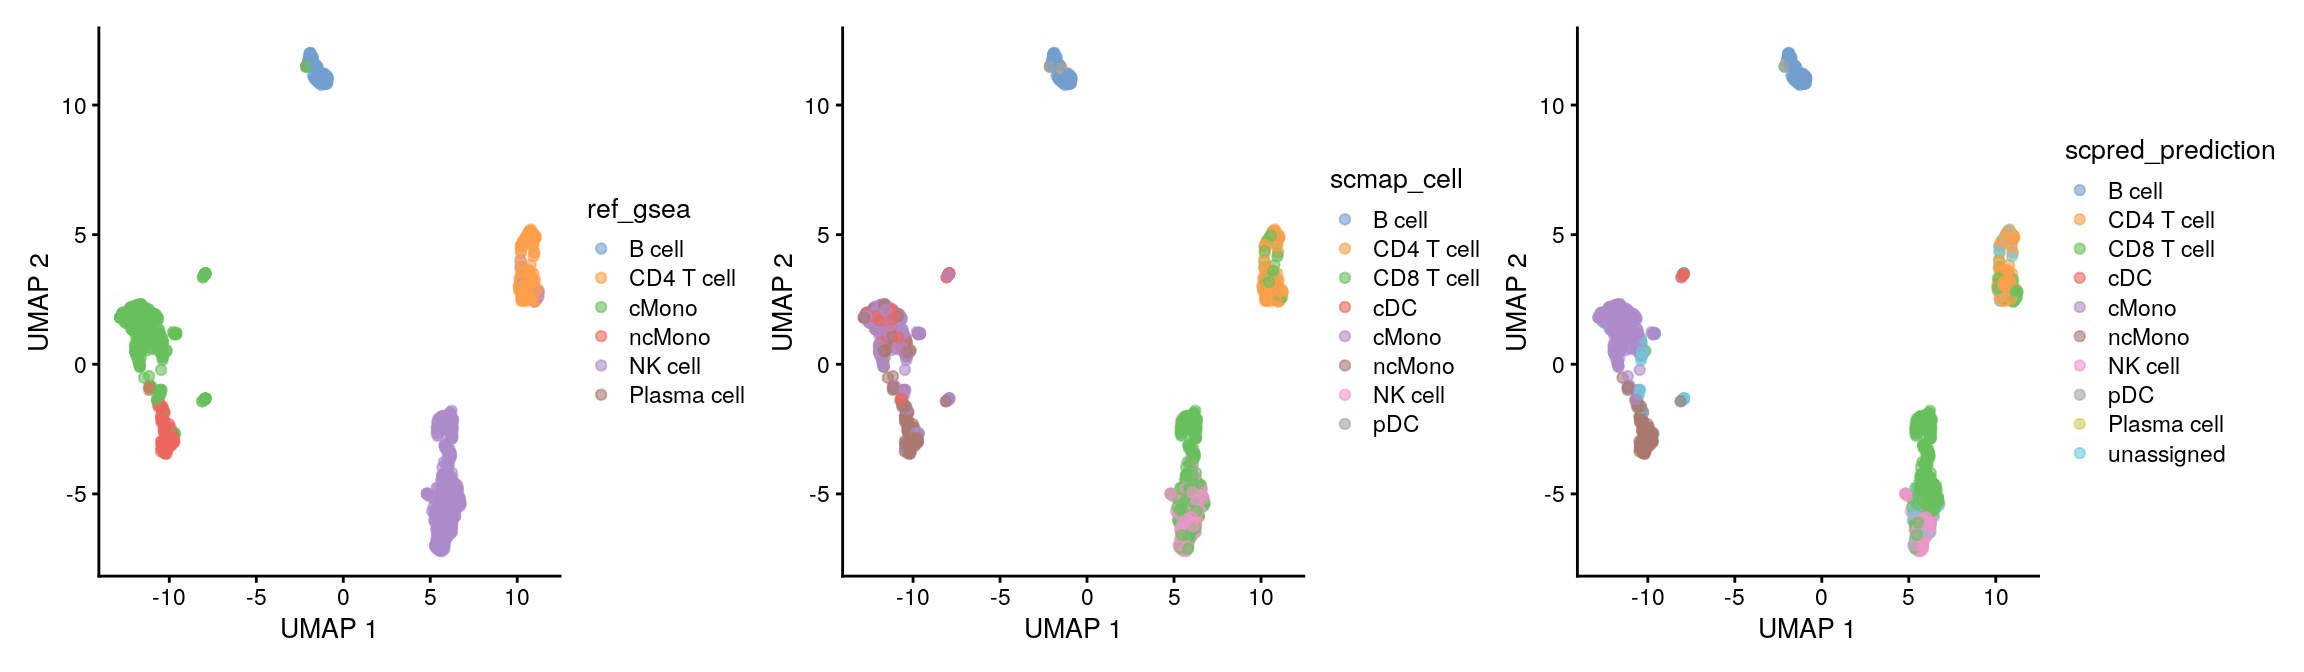 10
5
0
-5
UMAP 2
-10
-5
0
5
10
UMAP 1
ref_gsea
B cell
CD4 T cell
cMono
ncMono
NK cell
Plasma cell
10
5
0
-5
UMAP 2
-10
-5
0
5
10
UMAP 1
scmap_cell
B cell
CD4 T cell
CD8 T cell
cDC
cMono
ncMono
NK cell
pDC
10
5
0
-5
UMAP 2
-10
-5
0
5
10
UMAP 1
scpred_prediction
B cell
CD4 T cell
CD8 T cell
cDC
cMono
ncMono
NK cell
pDC
Plasma cell
unassigned